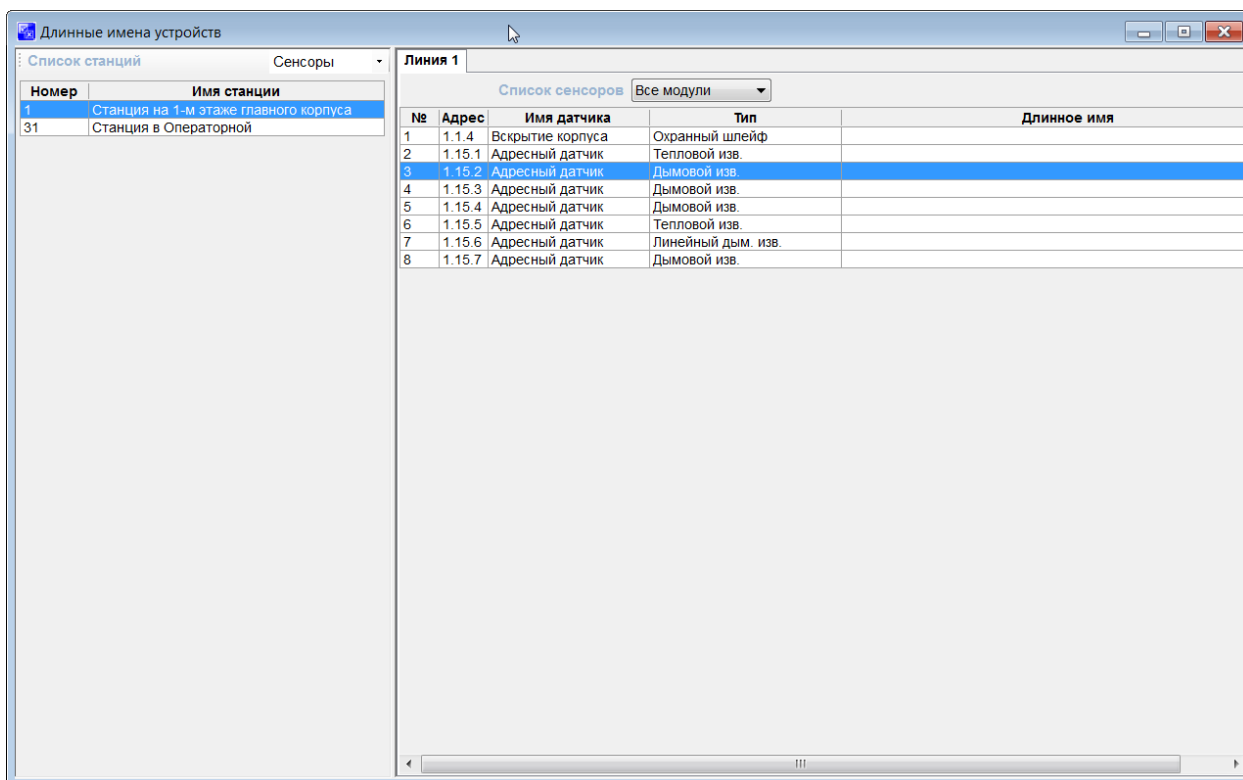 Длинные имена устройств
Список станций Сенсоры
Номер Имя станции
1 Станция на 1-м этаже главного корпуса
31 Станция в Операторной
Линия 1
Список сенсоров Все модули
№ Адрес Имя датчика Тип Длинное имя
1 1.1.4 Вскрытие корпуса Охранный шлейф
2 1.15.1 Адресный датчик Тепловой изв.
3 1.15.2 Адресный датчик Дымовой изв.
4 1.15.3 Адресный датчик Дымовой изв.
5 1.15.4 Адресный датчик Дымовой изв.
6 1.15.5 Адресный датчик Тепловой изв.
7 1.15.6 Адресный датчик Линейный дым. изв.
8 1.15.7 Адресный датчик Дымовой изв.